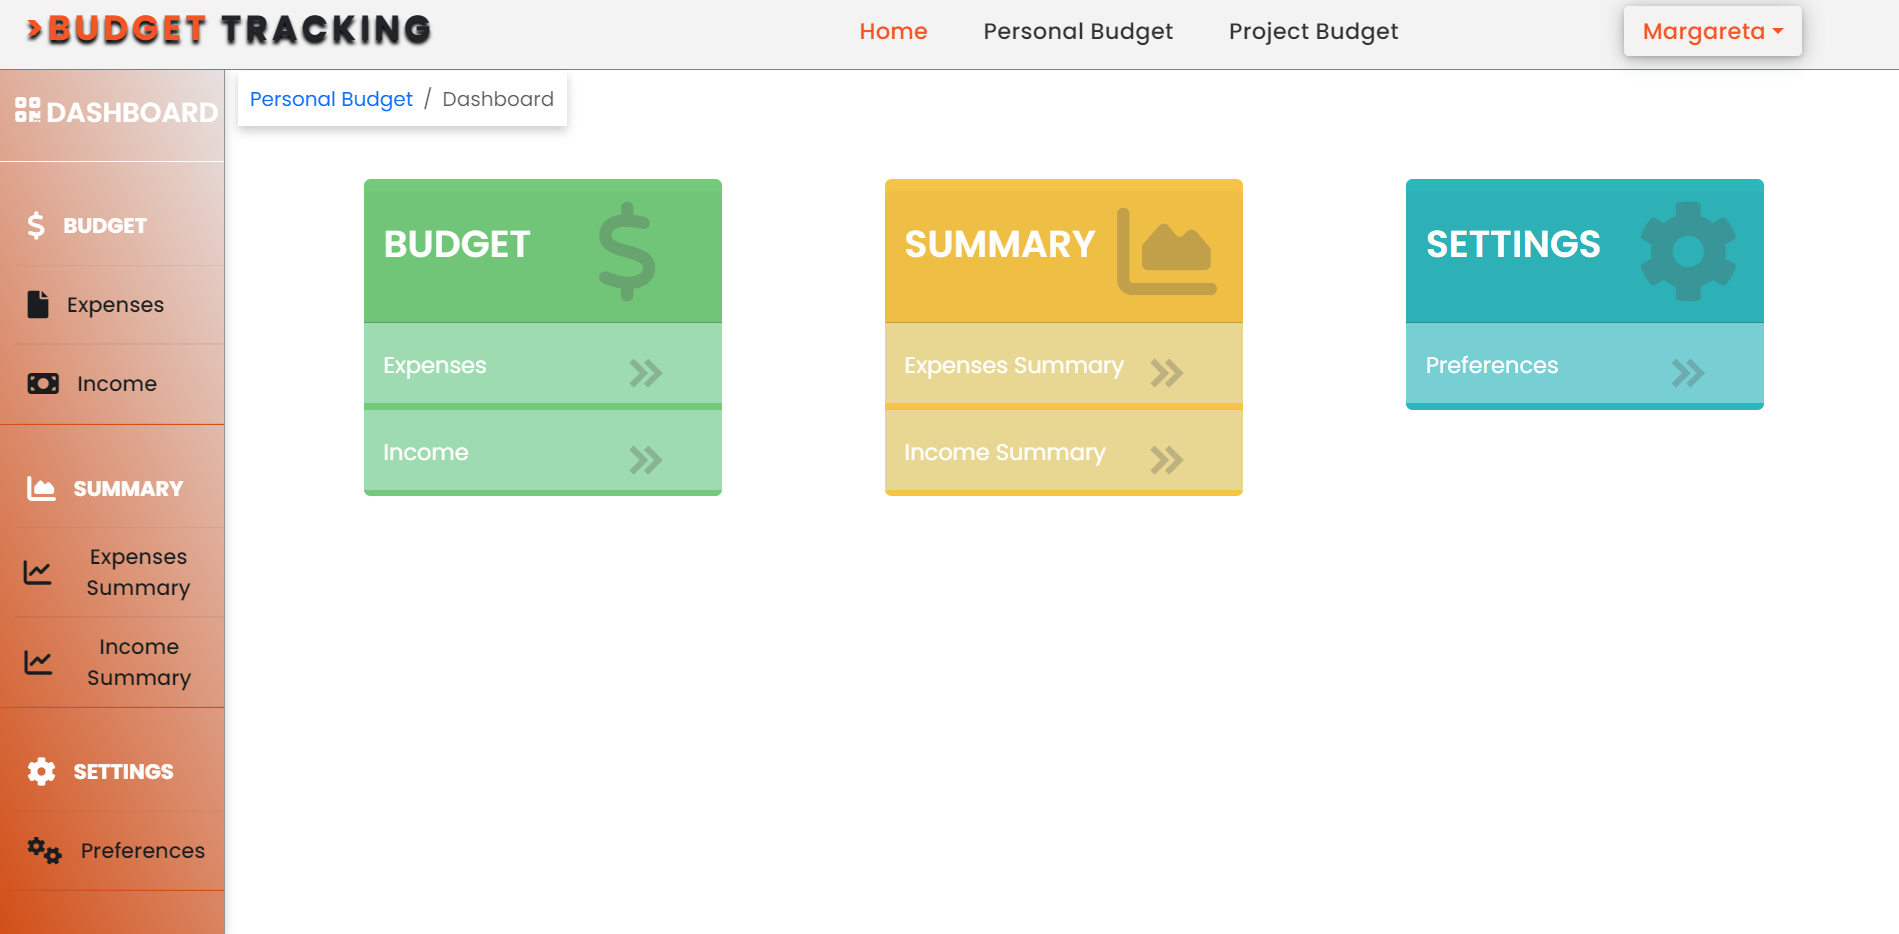 >BUDGET TRACKING
Home
Personal Budget
Project Budget
Margareta
DASHBOARD
Personal Budget / Dashboard
BUDGET
Expenses
Income
SUMMARY
Expenses
Summary
Income
Summary
SETTINGS
Preferences
BUDGET
Expenses
Income
SUMMARY
Expenses Summary
Income Summary
SETTINGS
Preferences